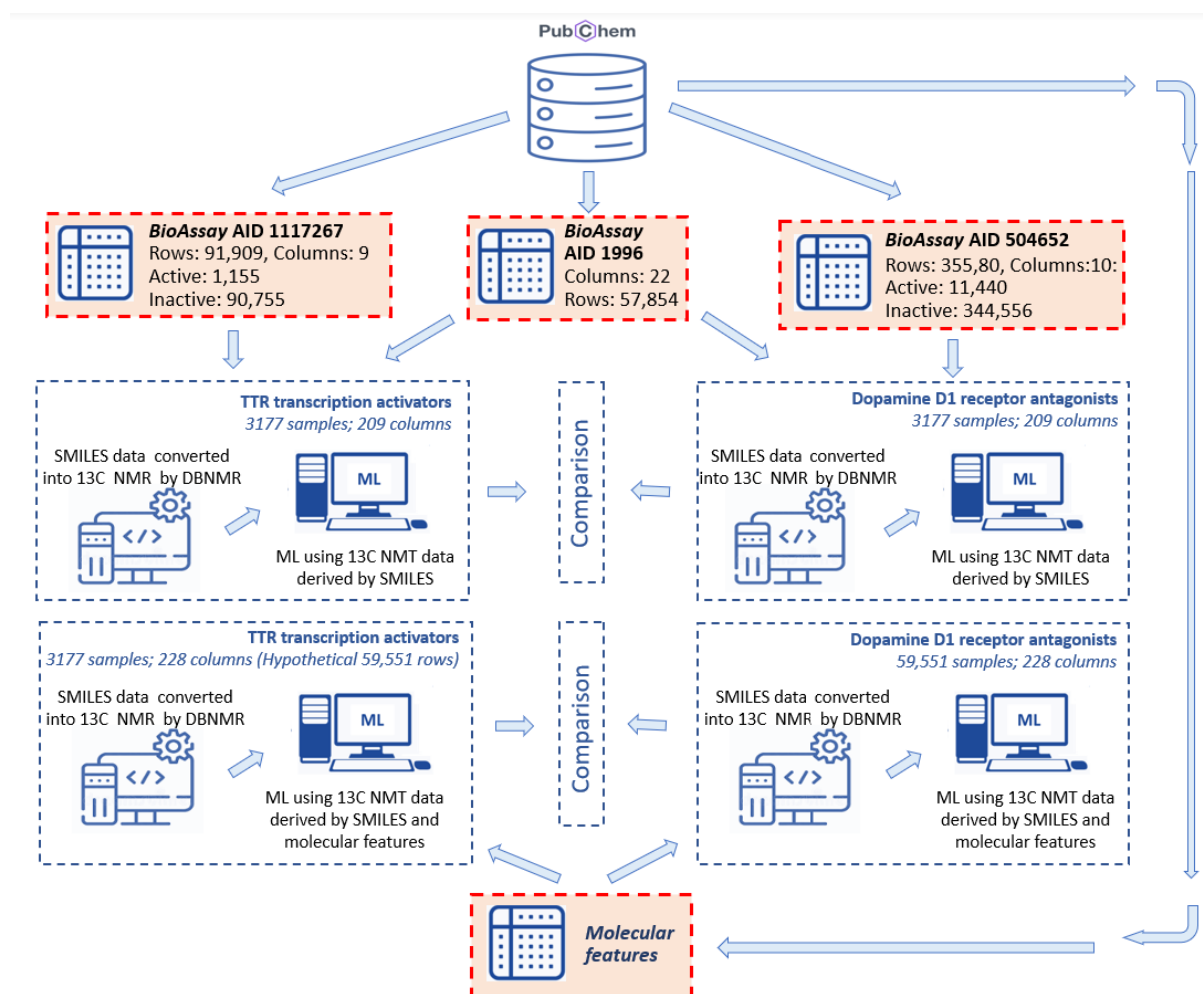 PubChem
BioAssay AID 1117267
Rows: 91,909, Columns: 9
Active: 1,155
Inactive: 90,755
BioAssay
AID 1996
Columns: 22
Rows: 57,854
BioAssay AID 504652
Rows: 355,80, Columns:10:
Active: 11,440
Inactive: 344,556
TTR transcription activators
3177 samples; 209 columns
SMILES data converted
into 13C NMR by DBNMR
ML
</>
ML using 13C NMT data
derived by SMILES
Comparison
Dopamine D1 receptor antagonists
3177 samples; 209 columns
SMILES data converted
into 13C NMR by DBNMR
ML
</>
ML using 13C NMT data
derived by SMILES
TTR transcription activators
3177 samples; 228 columns (Hypothetical 59,551 rows)
SMILES data converted
into 13C NMR by DBNMR
ML
</>
ML using 13C NMT data
derived by SMILES and
molecular features
Comparison
Dopamine D1 receptor antagonists
59,551 samples; 228 columns
SMILES data converted
into 13C NMR by DBNMR
ML
</>
ML using 13C NMT data
derived by SMILES and
molecular features
Molecular
features